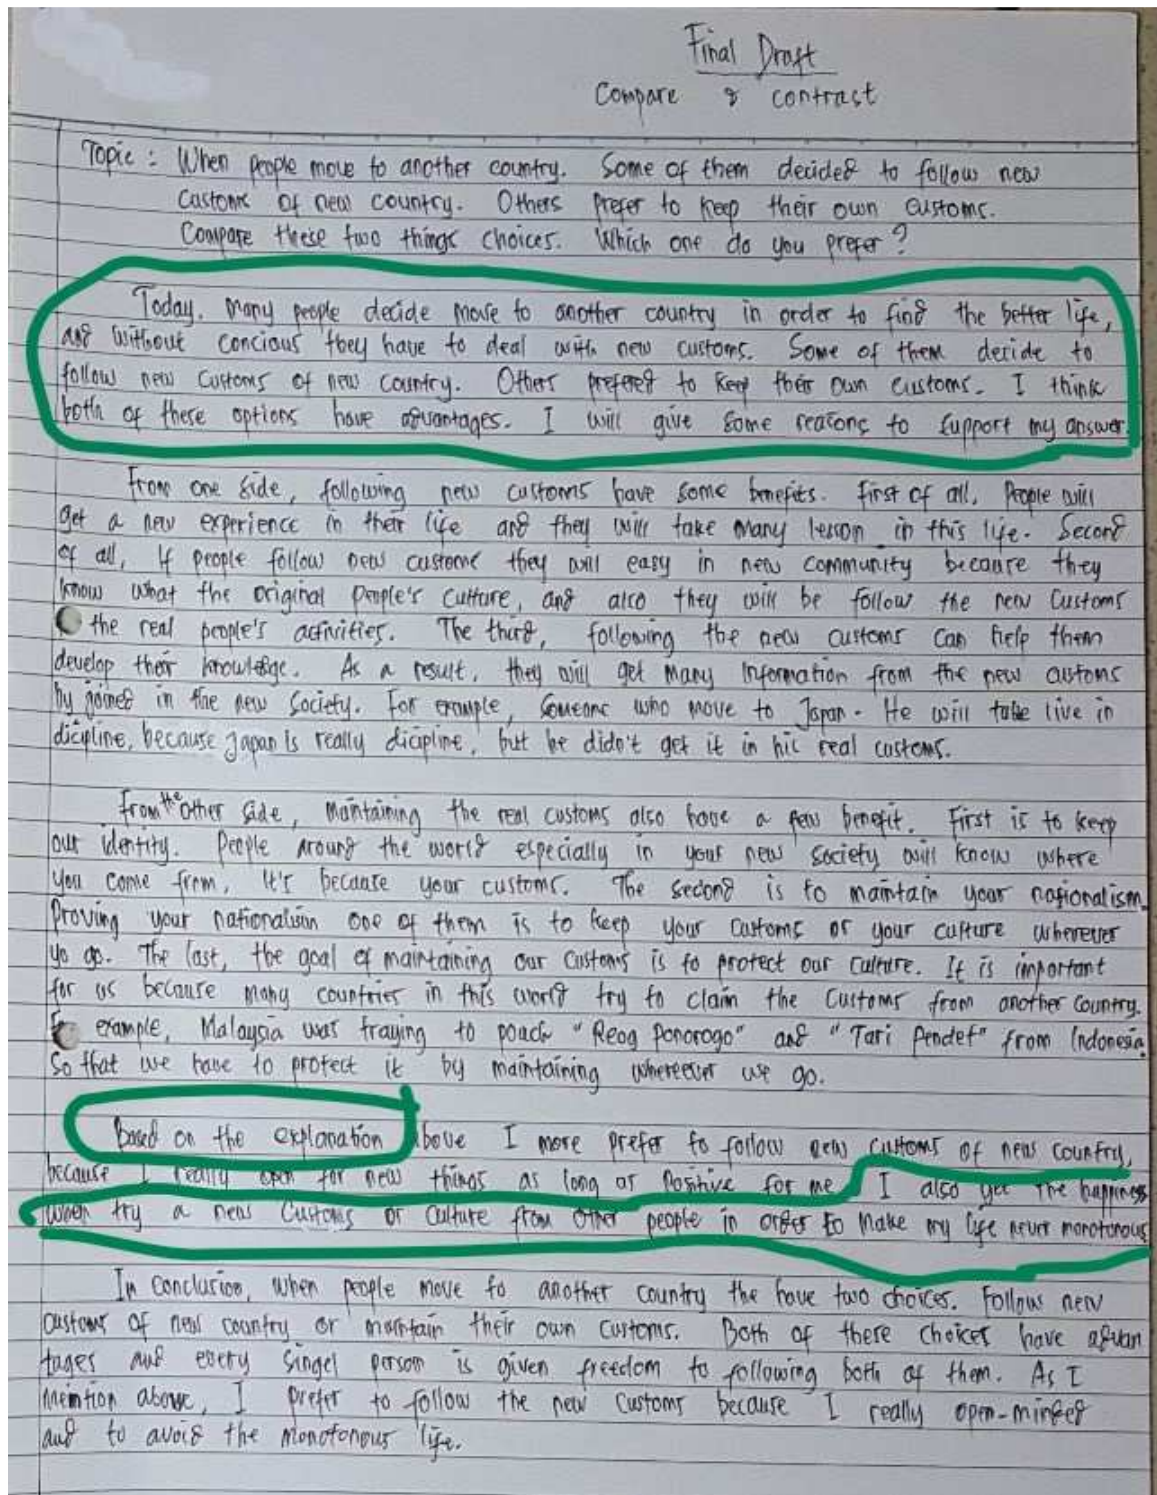 Final Draft
Compare & contrast
Topic : When people move to another country. Some of them decided to follow new
customs of new country. Others prefer to keep their own customs.
Compare these two things choices. Which one do you prefer?
Today, many people decide move to another country in order to find the better life,
and without concious they have to deal with new customs. Some of them decide to
follow new customs of new country. Others prefered to keep their own customs. I think
both of these options have advantages. I will give some reasons to support my answer.
From one side, following new customs have some benefits. First of all, people will
get a new experience in their life and they will take many lesson in this life. Second
of all, if people follow new custome they will easy in new community because they
know what the original people's culture, and also they will be follow the new customs
the real people's activities. The third, following the new customs can help them
develop their knowledge. As a result, they will get many information from the new customs
by joined in the new society. For example, someone who move to Japan. He will take live in
dicipline, because Japan is really dicipline, but he didn't get it in his real customs.
From the other side, maintaining the real customs also have a few benefit. First is to keep
our identity. People around the world especially in your new society will know where
you come from, it's because your customs. The second is to maintain your nationalism.
Proving your nationalism one of them is to keep your customs or your culture wherever
yo go. The last, the goal of maintaining our customs is to protect our culture. It is important
for us because many countries in this world try to claim the customs from another country.
example, Malaysia was traying to poach "Reog Ponorogo" and "Tari Pendet" from Indonesia.
So that we have to protect it by maintaining whereever we go.
Based on the explanation above I more prefer to follow new customs of new country,
because I really open for new things as long as positive for me. I also get the happiness
when try a new customs or culture from other people in order to make my life never monotonous
In conclusion, when people move to another country the have two choices. Follow new
customs of new country or maintain their own customs. Both of these choices have advan
tages and every singel person is given freedom to following both of them. As I
mention above, I prefer to follow the new customs because I really open-minded
and to avoid the monotonous life.